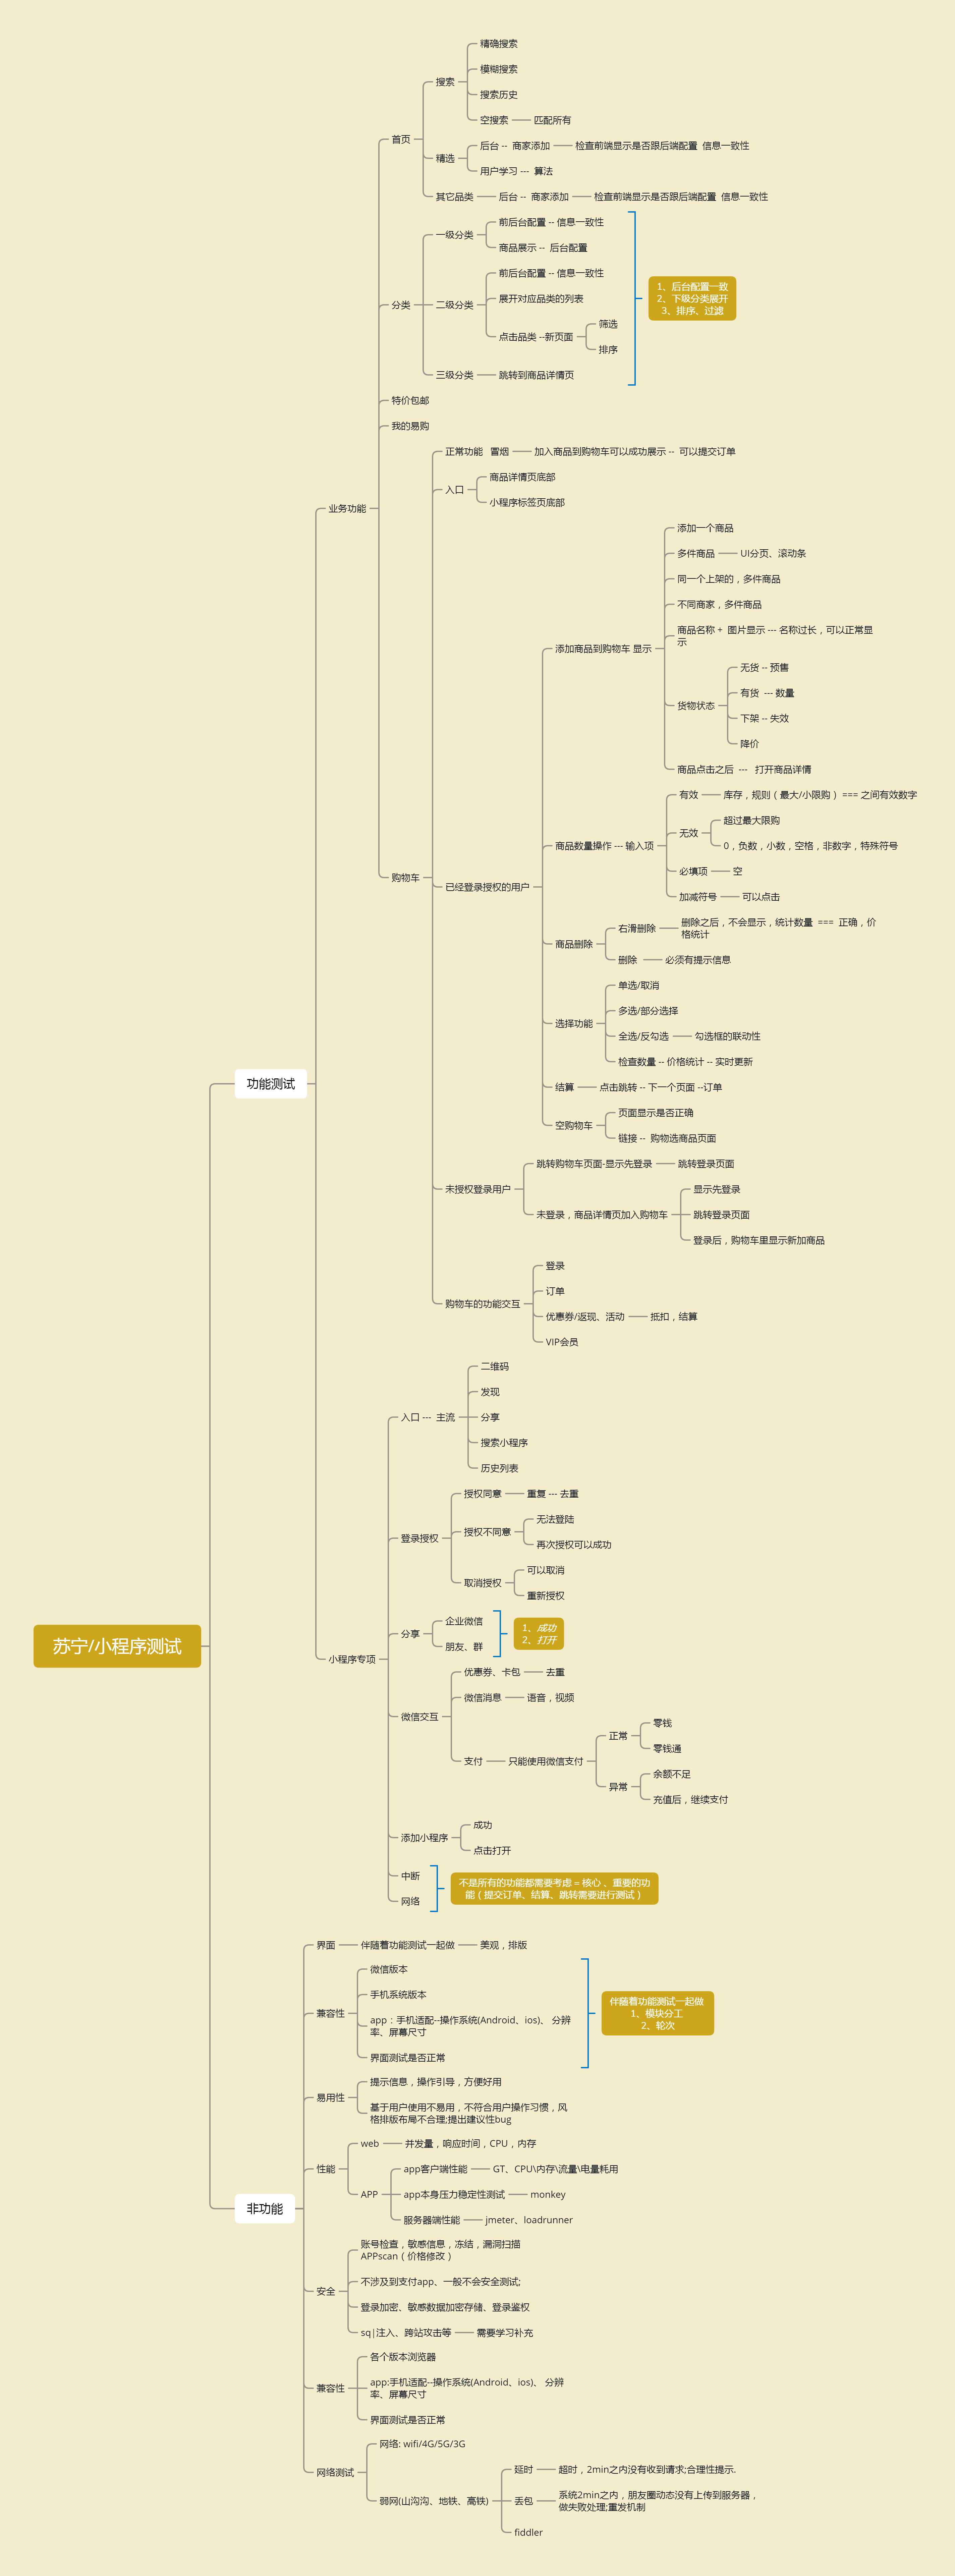 苏宁/小程序测试
功能测试
业务功能
首页
搜索
精确搜索
模糊搜索
搜索历史
空搜索
匹配所有
精选
后台 -- 商家添加
检查前端显示是否跟后端配置 信息一致性
用户学习 --- 算法
其它品类
后台 -- 商家添加
检查前端显示是否跟后端配置 信息一致性
分类
一级分类
前后台配置 -- 信息一致性
商品展示 -- 后台配置
二级分类
前后台配置 -- 信息一致性
展开对应品类的列表
点击品类 --新页面
筛选
排序
三级分类
跳转到商品详情页
1、后台配置一致
2、下级分类展开
3、排序、过滤
特价包邮
我的易购
购物车
正常功能 冒烟
加入商品到购物车可以成功展示 -- 可以提交订单
入口
商品详情页底部
小程序标签页底部
已经登录授权的用户
添加商品到购物车 显示
添加一个商品
多件商品
UI分页、滚动条
同一个上架的，多件商品
不同商家，多件商品
商品名称 + 图片显示 --- 名称过长，可以正常显
示
货物状态
无货 -- 预售
有货 --- 数量
下架 -- 失效
降价
商品点击之后 --- 打开商品详情
商品数量操作 --- 输入项
有效
库存，规则（最大/小限购） === 之间有效数字
无效
超过最大限购
0，负数，小数，空格，非数字，特殊符号
必填项
空
加减符号
可以点击
商品删除
右滑删除
删除之后，不会显示，统计数量 === 正确，价
格统计
删除
必须有提示信息
选择功能
单选/取消
多选/部分选择
全选/反勾选
勾选框的联动性
检查数量 -- 价格统计 -- 实时更新
结算
点击跳转 -- 下一个页面 --订单
空购物车
页面显示是否正确
链接 -- 购物选商品页面
未授权登录用户
跳转购物车页面-显示先登录
跳转登录页面
未登录，商品详情页加入购物车
显示先登录
跳转登录页面
登录后，购物车里显示新加商品
购物车的功能交互
登录
订单
优惠券/返现、活动
抵扣，结算
VIP会员
小程序专项
入口 --- 主流
二维码
发现
分享
搜索小程序
历史列表
登录授权
授权同意
重复 --- 去重
授权不同意
无法登陆
再次授权可以成功
取消授权
可以取消
重新授权
分享
企业微信
朋友、群
1、成功
2、打开
微信交互
优惠券、卡包
去重
微信消息
语音，视频
支付
只能使用微信支付
正常
零钱
零钱通
异常
余额不足
充值后，继续支付
添加小程序
成功
点击打开
中断
网络
不是所有的功能都需要考虑 = 核心 、重要的功
能（提交订单、结算、跳转需要进行测试）
非功能
界面
伴随着功能测试一起做
美观，排版
兼容性
微信版本
手机系统版本
app：手机适配--操作系统(Android、ios)、 分辨
率、屏幕尺寸
界面测试是否正常
伴随着功能测试一起做
1、模块分工
2、轮次
易用性
提示信息，操作引导，方便好用
基于用户使用不易用，不符合用户操作习惯，风
格排版布局不合理;提出建议性bug
性能
web
并发量，响应时间，CPU，内存
APP
app客户端性能
GT、CPU\内存\流量\电量耗用
app本身压力稳定性测试
monkey
服务器端性能
jmeter、loadrunner
安全
账号检查，敏感信息，冻结，漏洞扫描
APPscan（价格修改）
不涉及到支付app、一般不会安全测试;
登录加密、敏感数据加密存储、登录鉴权
sq|注入、跨站攻击等
需要学习补充
兼容性
各个版本浏览器
app:手机适配--操作系统(Android、ios)、 分辨
率、屏幕尺寸
界面测试是否正常
网络测试
网络: wifi/4G/5G/3G
弱网(山沟沟、地铁、高铁)
延时
超时，2min之内没有收到请求;合理性提示.
丢包
系统2min之内，朋友圈动态没有上传到服务器，
做失败处理;重发机制
fiddler